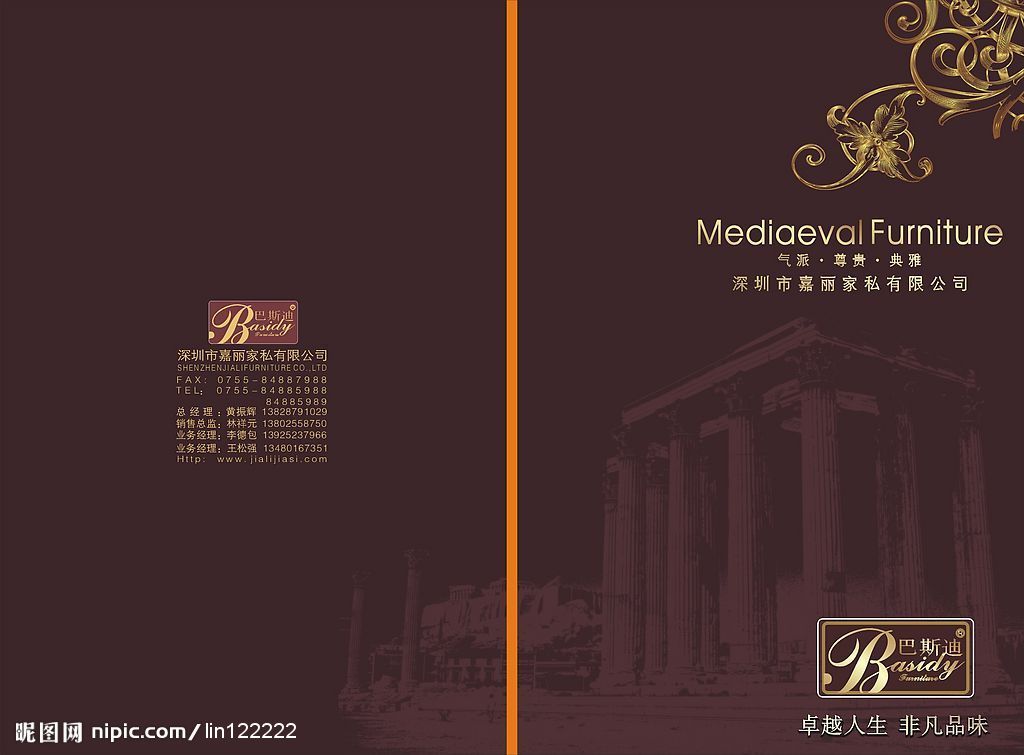 Mediaeval Furniture
气派·尊贵·典雅
深圳市嘉丽家私有限公司
巴斯迪®
Basidy
Furniture
卓越人生 非凡品味
巴斯迪®
Basidy
Furniture
深圳市嘉丽家私有限公司
SHENZHENJIALIFURNITURE CO.,LTD
FAX: 0755-84887988
TEL: 0755-84885988
84885989
总经理:黄振辉 13828791029
销售总监:林祥元 13802558750
业务经理:李德包 13925237966
业务经理:王松强 13480167351
Http: www.jialijiasi.com
昵图网 nipic.com/lin122222